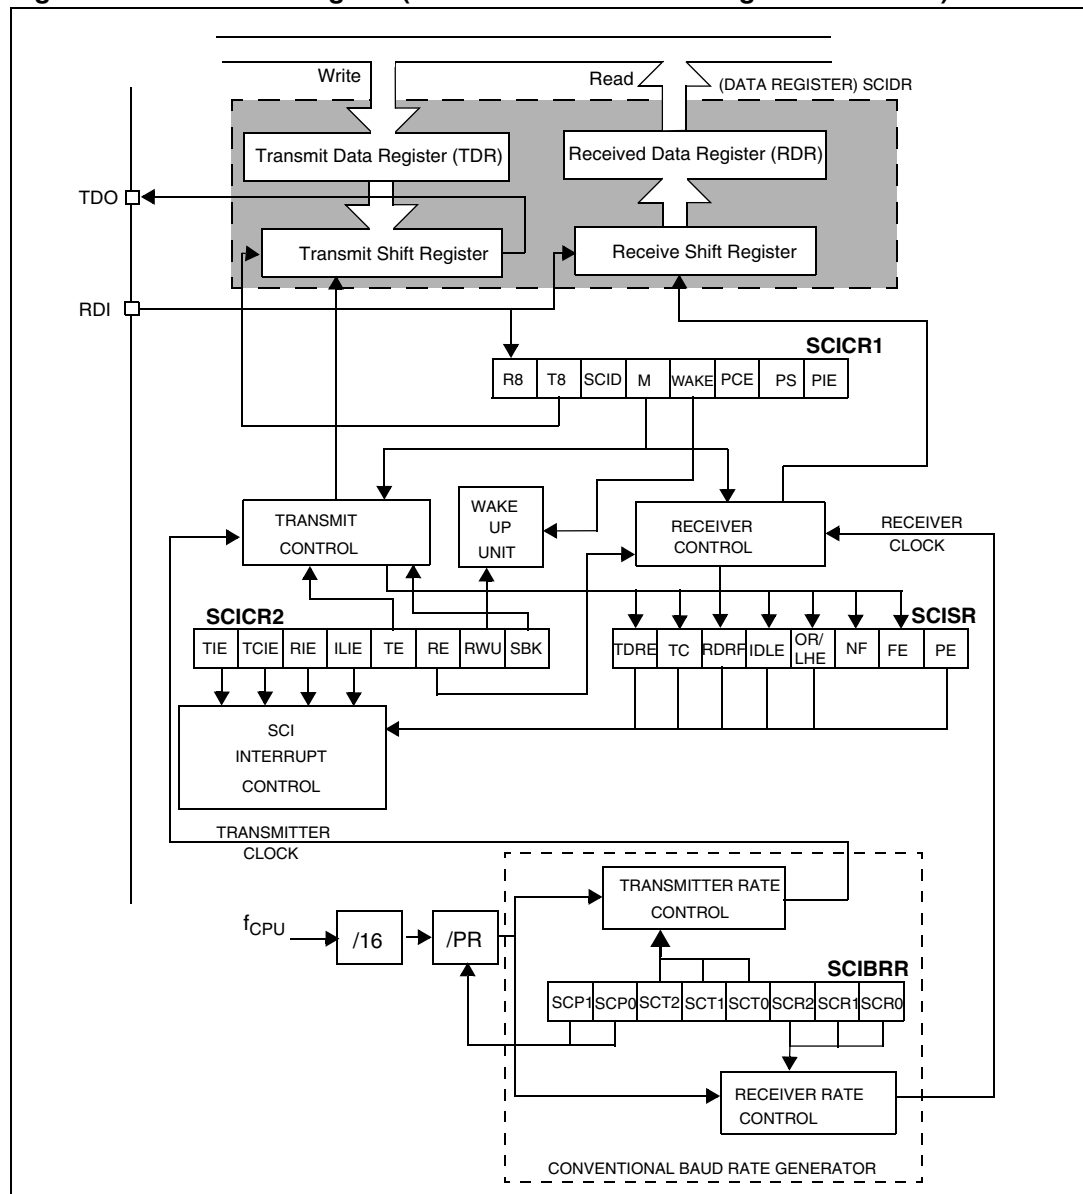 Write
Read
(DATA REGISTER) SCIDR
Transmit Data Register (TDR)
Received Data Register (RDR)
TDO
Transmit Shift Register
Receive Shift Register
RDI
SCICR1
R8 T8 SCID M WAKE PCE PS PIE
TRANSMIT
CONTROL
WAKE
UP
UNIT
RECEIVER
CONTROL
RECEIVER
CLOCK
SCICR2
TIE TCIE RIE ILIE TE RE RWU SBK
SCISR
TDRE TC RDRF IDLE OR/
LHE NF FE PE
SCI
INTERRUPT
CONTROL
TRANSMITTER
CLOCK
TRANSMITTER RATE
CONTROL
fCPU
/16
/PR
SCIBRR
SCP1 SCP0 SCT2 SCT1 SCT0 SCR2 SCR1 SCR0
RECEIVER RATE
CONTROL
CONVENTIONAL BAUD RATE GENERATOR